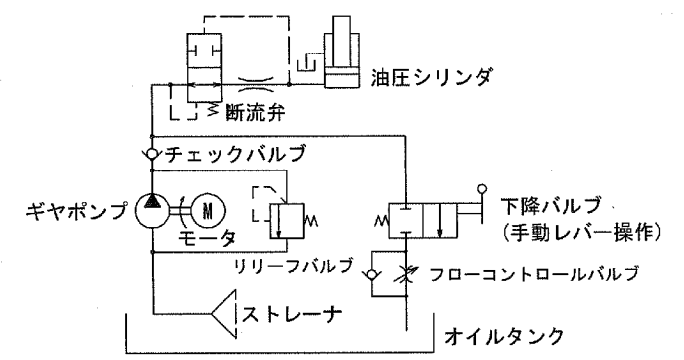 油圧シリンダ
断流弁
チェックバルブ
ギヤポンプ
M
モータ
下降バルブ
(手動レバー操作)
リリーフバルブ
フローコントロールバルブ
ストレーナ
オイルタンク